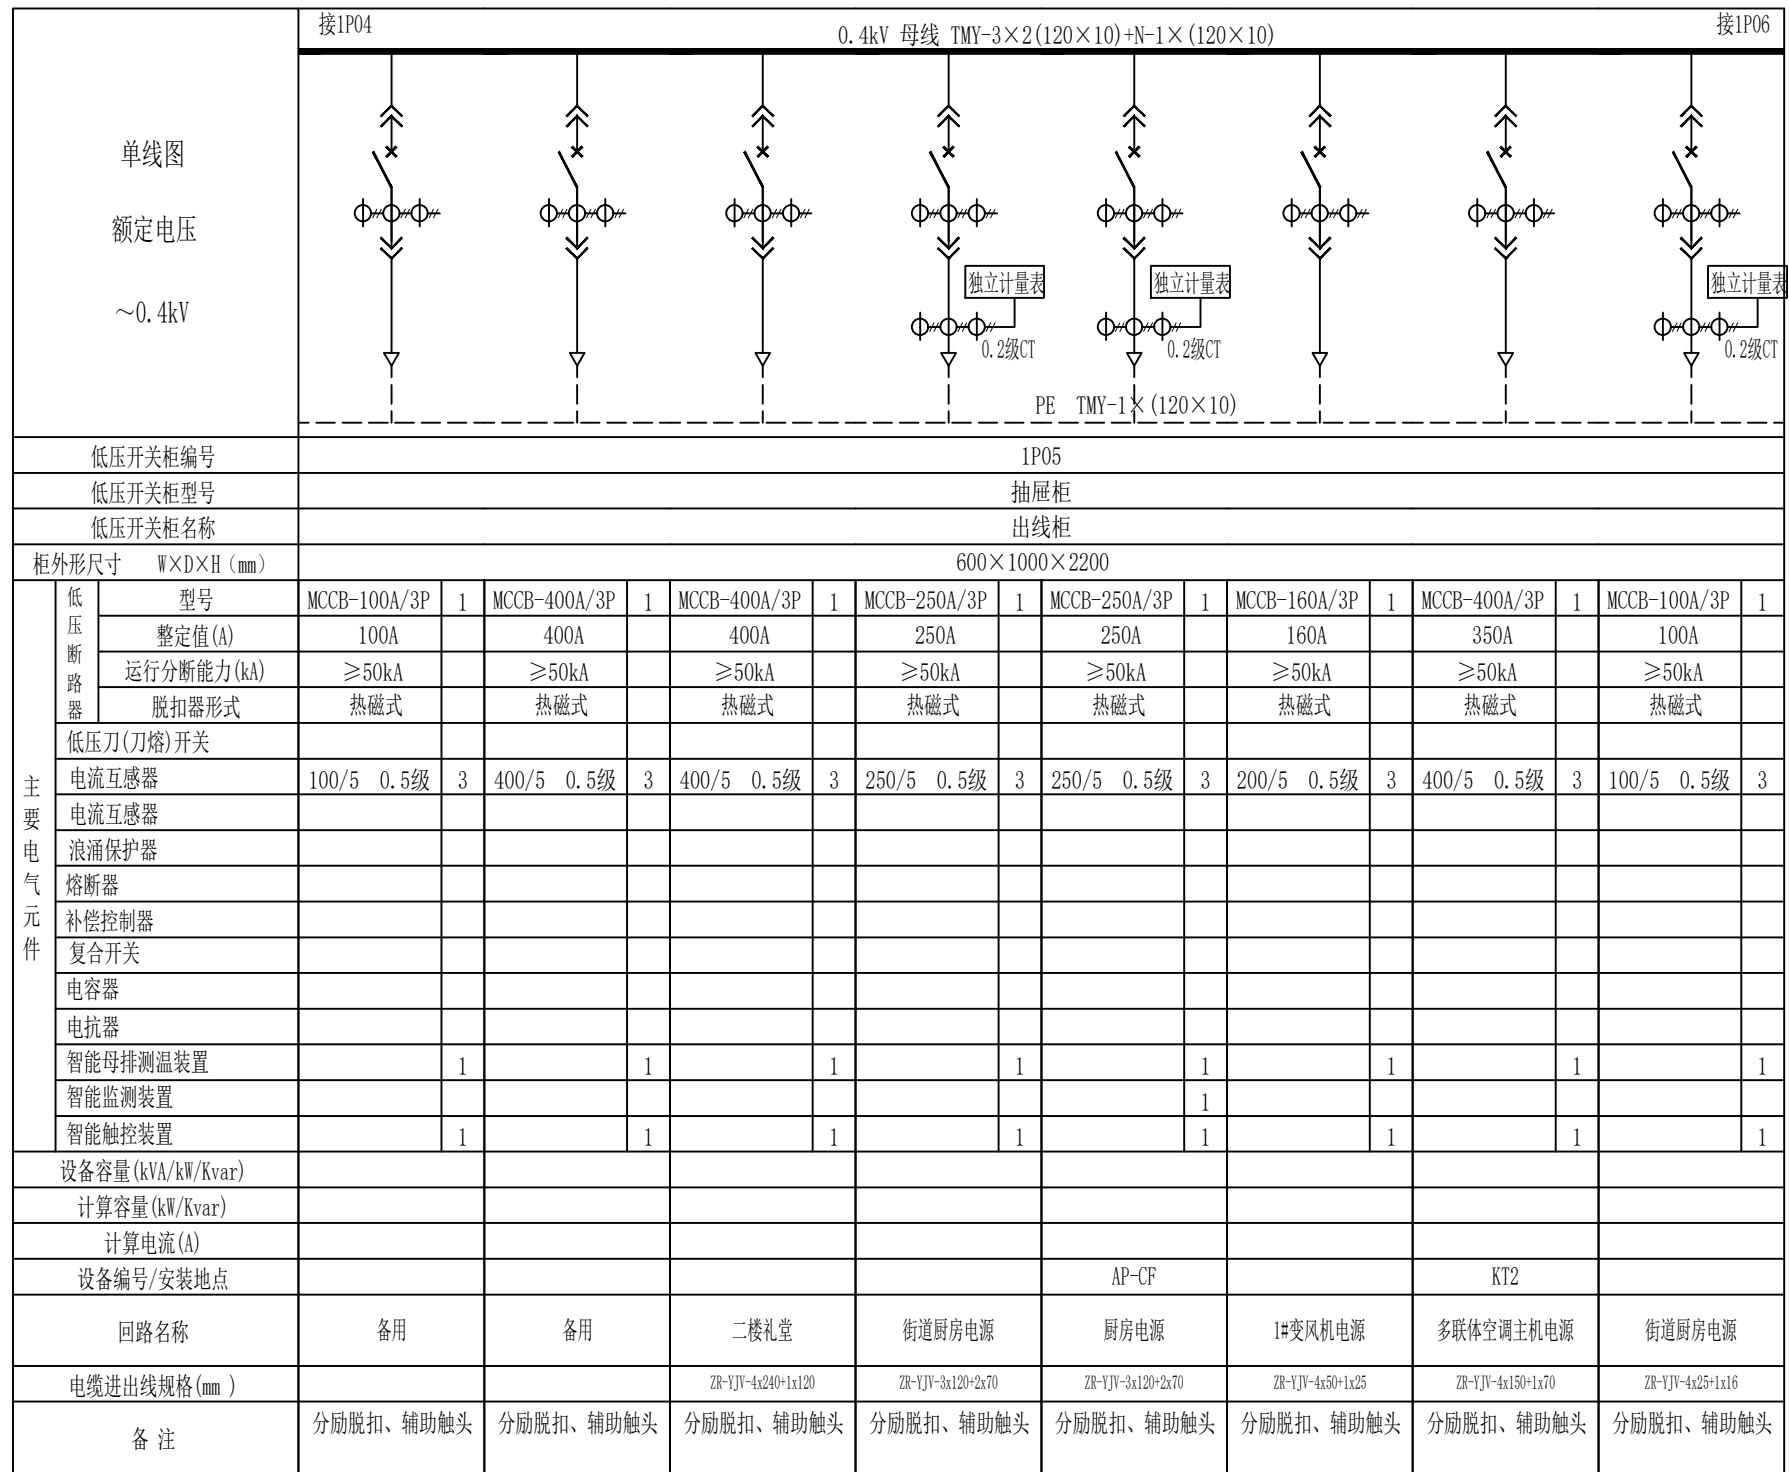 接1P04 0.4kV 母线 TMY-3×2(120×10)+N-1×(120×10) 接1P06
单线图
额定电压
～0.4kV
独立计量表 独立计量表 独立计量表
0.2级CT 0.2级CT 0.2级CT
PE TMY-1×(120×10)
低压开关柜编号 1P05
低压开关柜型号 抽屉柜
低压开关柜名称 出线柜
柜外形尺寸 W×D×H（mm） 600×1000×2200
主要电气元件
低压断路器
型号 MCCB-100A/3P 1 MCCB-400A/3P 1 MCCB-400A/3P 1 MCCB-250A/3P 1 MCCB-250A/3P 1 MCCB-160A/3P 1 MCCB-400A/3P 1 MCCB-100A/3P 1
整定值(A) 100A 400A 400A 250A 250A 160A 350A 100A
运行分断能力(kA) ≥50kA ≥50kA ≥50kA ≥50kA ≥50kA ≥50kA ≥50kA ≥50kA
脱扣器形式 热磁式 热磁式 热磁式 热磁式 热磁式 热磁式 热磁式 热磁式
低压刀(刀熔)开关
电流互感器 100/5 0.5级 3 400/5 0.5级 3 400/5 0.5级 3 250/5 0.5级 3 250/5 0.5级 3 200/5 0.5级 3 400/5 0.5级 3 100/5 0.5级 3
电流互感器
浪涌保护器
熔断器
补偿控制器
复合开关
电容器
电抗器
智能母排测温装置 1 1 1 1 1 1 1 1
智能监测装置 1
智能触控装置 1 1 1 1 1 1 1 1
设备容量(kVA/kW/Kvar)
计算容量(kW/Kvar)
计算电流(A)
设备编号/安装地点 AP-CF KT2
回路名称 备用 备用 二楼礼堂 街道厨房电源 厨房电源 1#变风机电源 多联体空调主机电源 街道厨房电源
电缆进出线规格(mm ) ZR-YJV-4x240+1x120 ZR-YJV-3x120+2x70 ZR-YJV-3x120+2x70 ZR-YJV-4x50+1x25 ZR-YJV-4x150+1x70 ZR-YJV-4x25+1x16
备 注 分励脱扣、辅助触头 分励脱扣、辅助触头 分励脱扣、辅助触头 分励脱扣、辅助触头 分励脱扣、辅助触头 分励脱扣、辅助触头 分励脱扣、辅助触头 分励脱扣、辅助触头